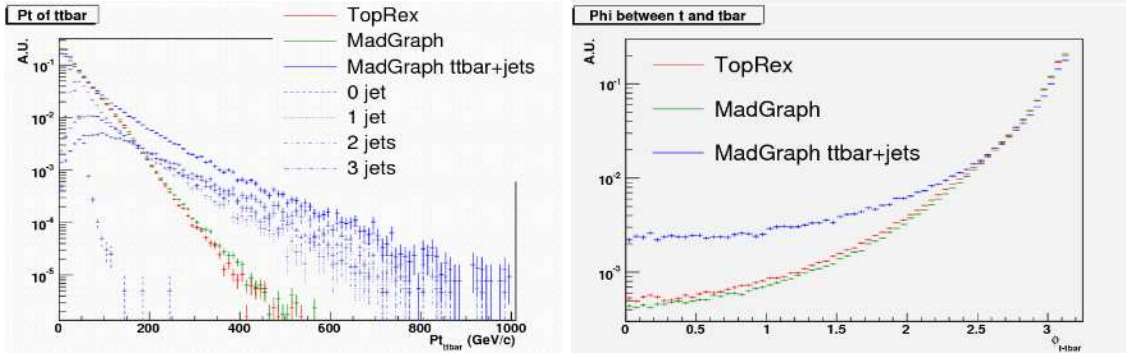 Pt of ttbar
A.U.
10⁻¹
10⁻²
10⁻³
10⁻⁴
10⁻⁵
TopRex
MadGraph
MadGraph ttbar+jets
0 jet
1 jet
2 jets
3 jets
0 200 400 600 800 1000
Pt_ttbar (GeV/c)
Phi between t and tbar
A.U.
10⁻¹
10⁻²
10⁻³
TopRex
MadGraph
MadGraph ttbar+jets
0 0.5 1 1.5 2 2.5 3
φ_t-tbar